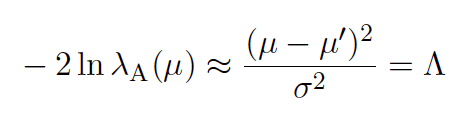 − 2 ln λ_A(μ) ≈ (μ − μ′)² / σ² = Λ